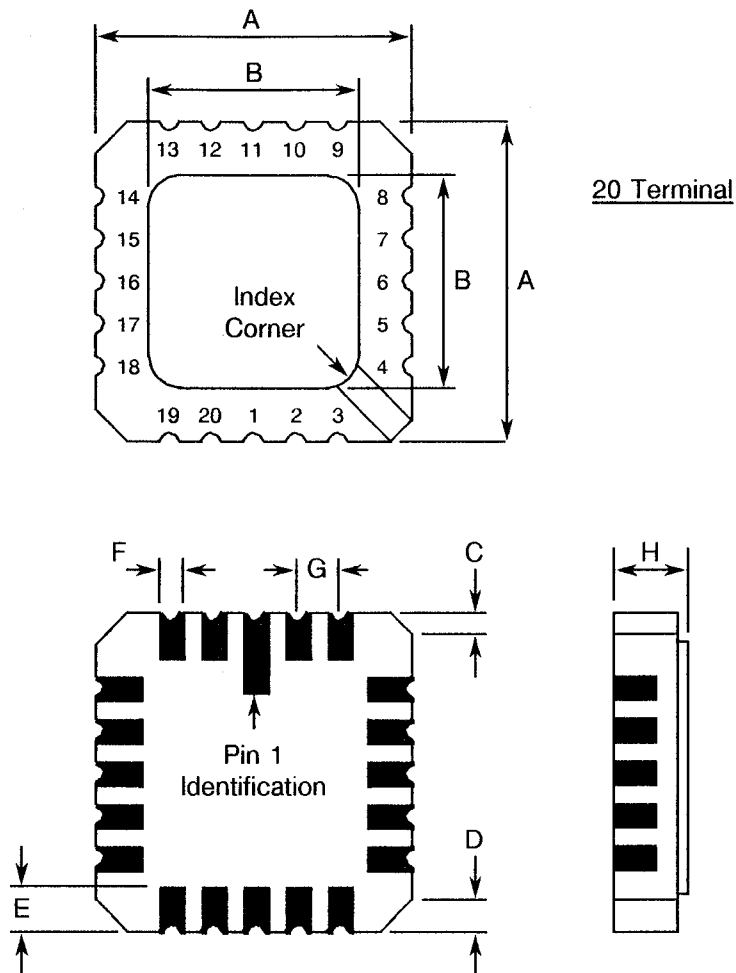 A
B
13 12 11 10 9
14 8
20 Terminal
15 7
16 6
B A
Index
Corner
17 5
18 4
19 20 1 2 3
F G C H
Pin 1
Identification
D
E